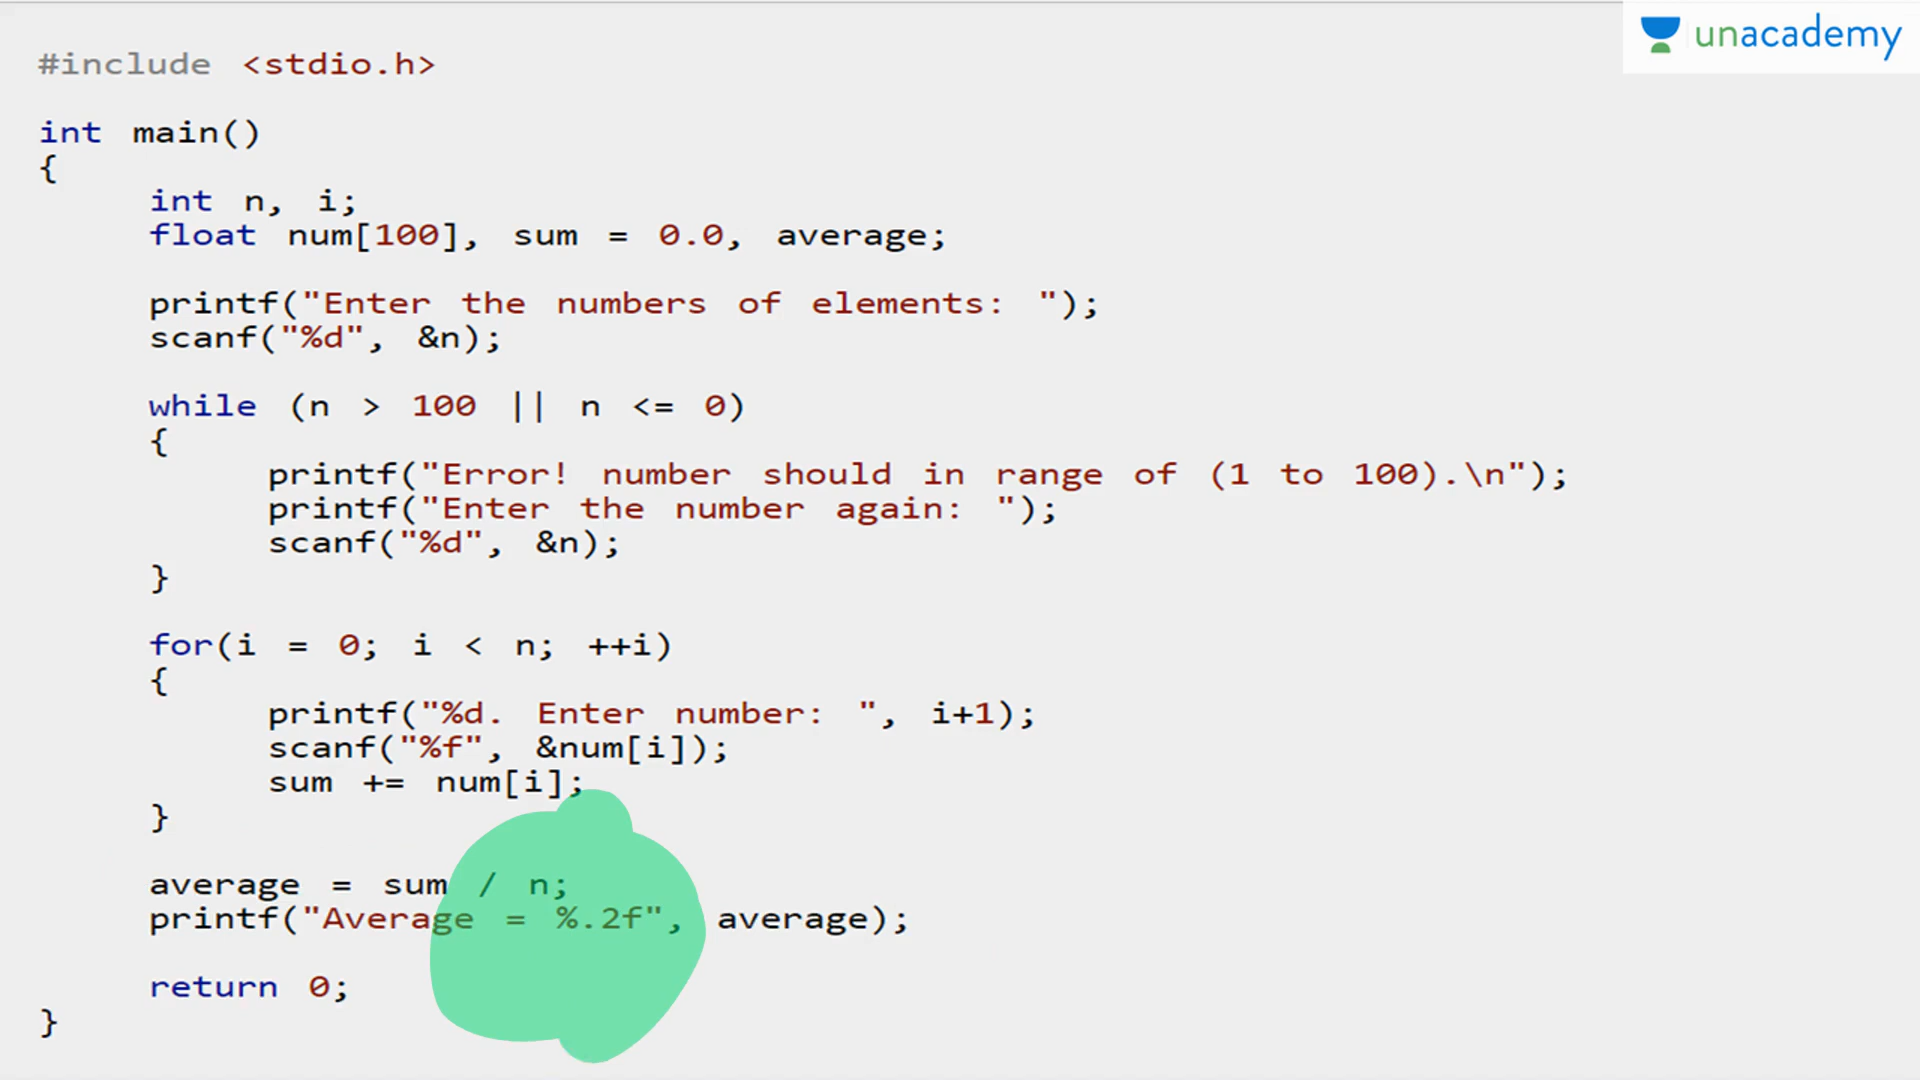 unacademy
#include <stdio.h>
int main()
{
int n, i;
float num[100], sum = 0.0, average;
printf("Enter the numbers of elements: ");
scanf("%d", &n);
while (n > 100 || n <= 0)
{
printf("Error! number should in range of (1 to 100).\n");
printf("Enter the number again: ");
scanf("%d", &n);
}
for(i = 0; i < n; ++i)
{
printf("%d. Enter number: ", i+1);
scanf("%f", &num[i]);
sum += num[i];
}
average = sum / n;
printf("Average = %.2f", average);
return 0;
}